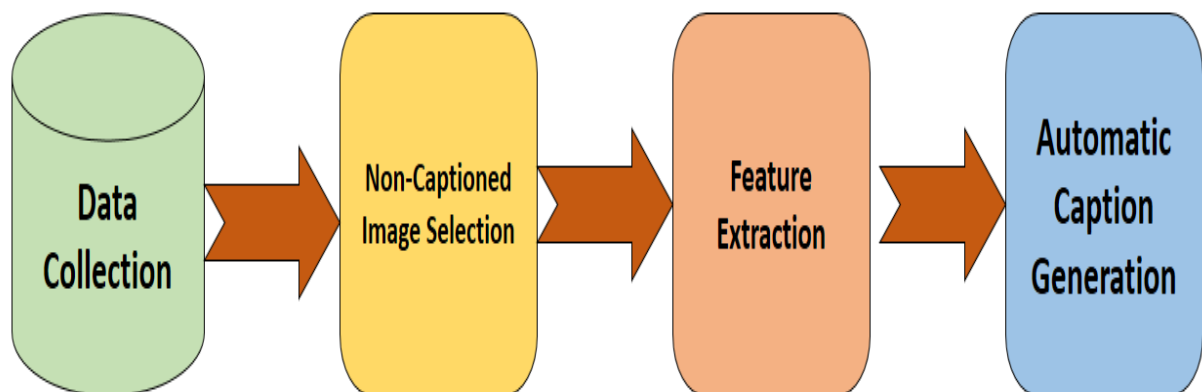 Data
Collection
Non-Captioned
Image Selection
Feature
Extraction
Automatic
Caption
Generation